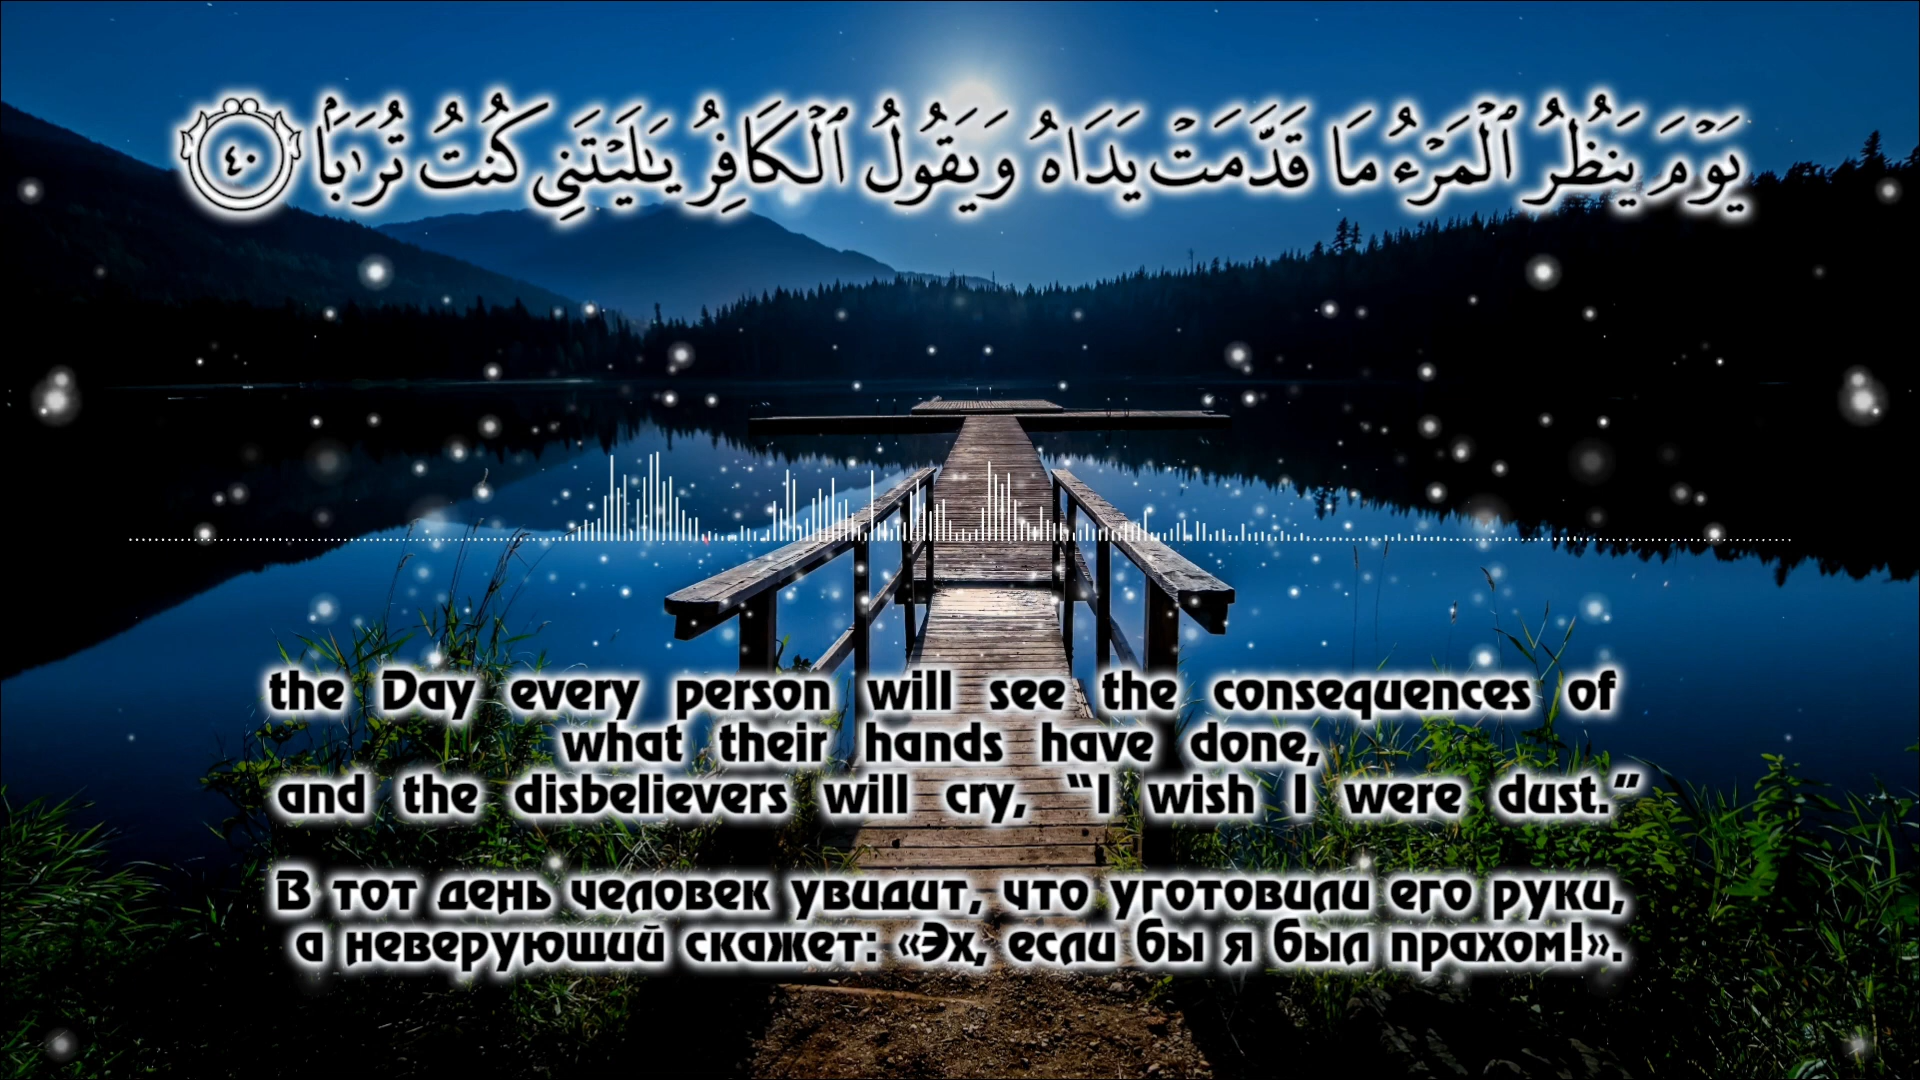 يَوۡمَ يَنظُرُ ٱلۡمَرۡءُ مَا قَدَّمَتۡ يَدَاهُ وَيَقُولُ ٱلۡكَافِرُ يَٰلَيۡتَنِي كُنتُ تُرَٰبَۢا ٤٠
the Day every person will see the consequences of
what their hands have done,
and the disbelievers will cry, “I wish I were dust.”
В тот день человек увидит, что уготовили его руки,
а неверующий скажет: «Эх, если бы я был прахом!».